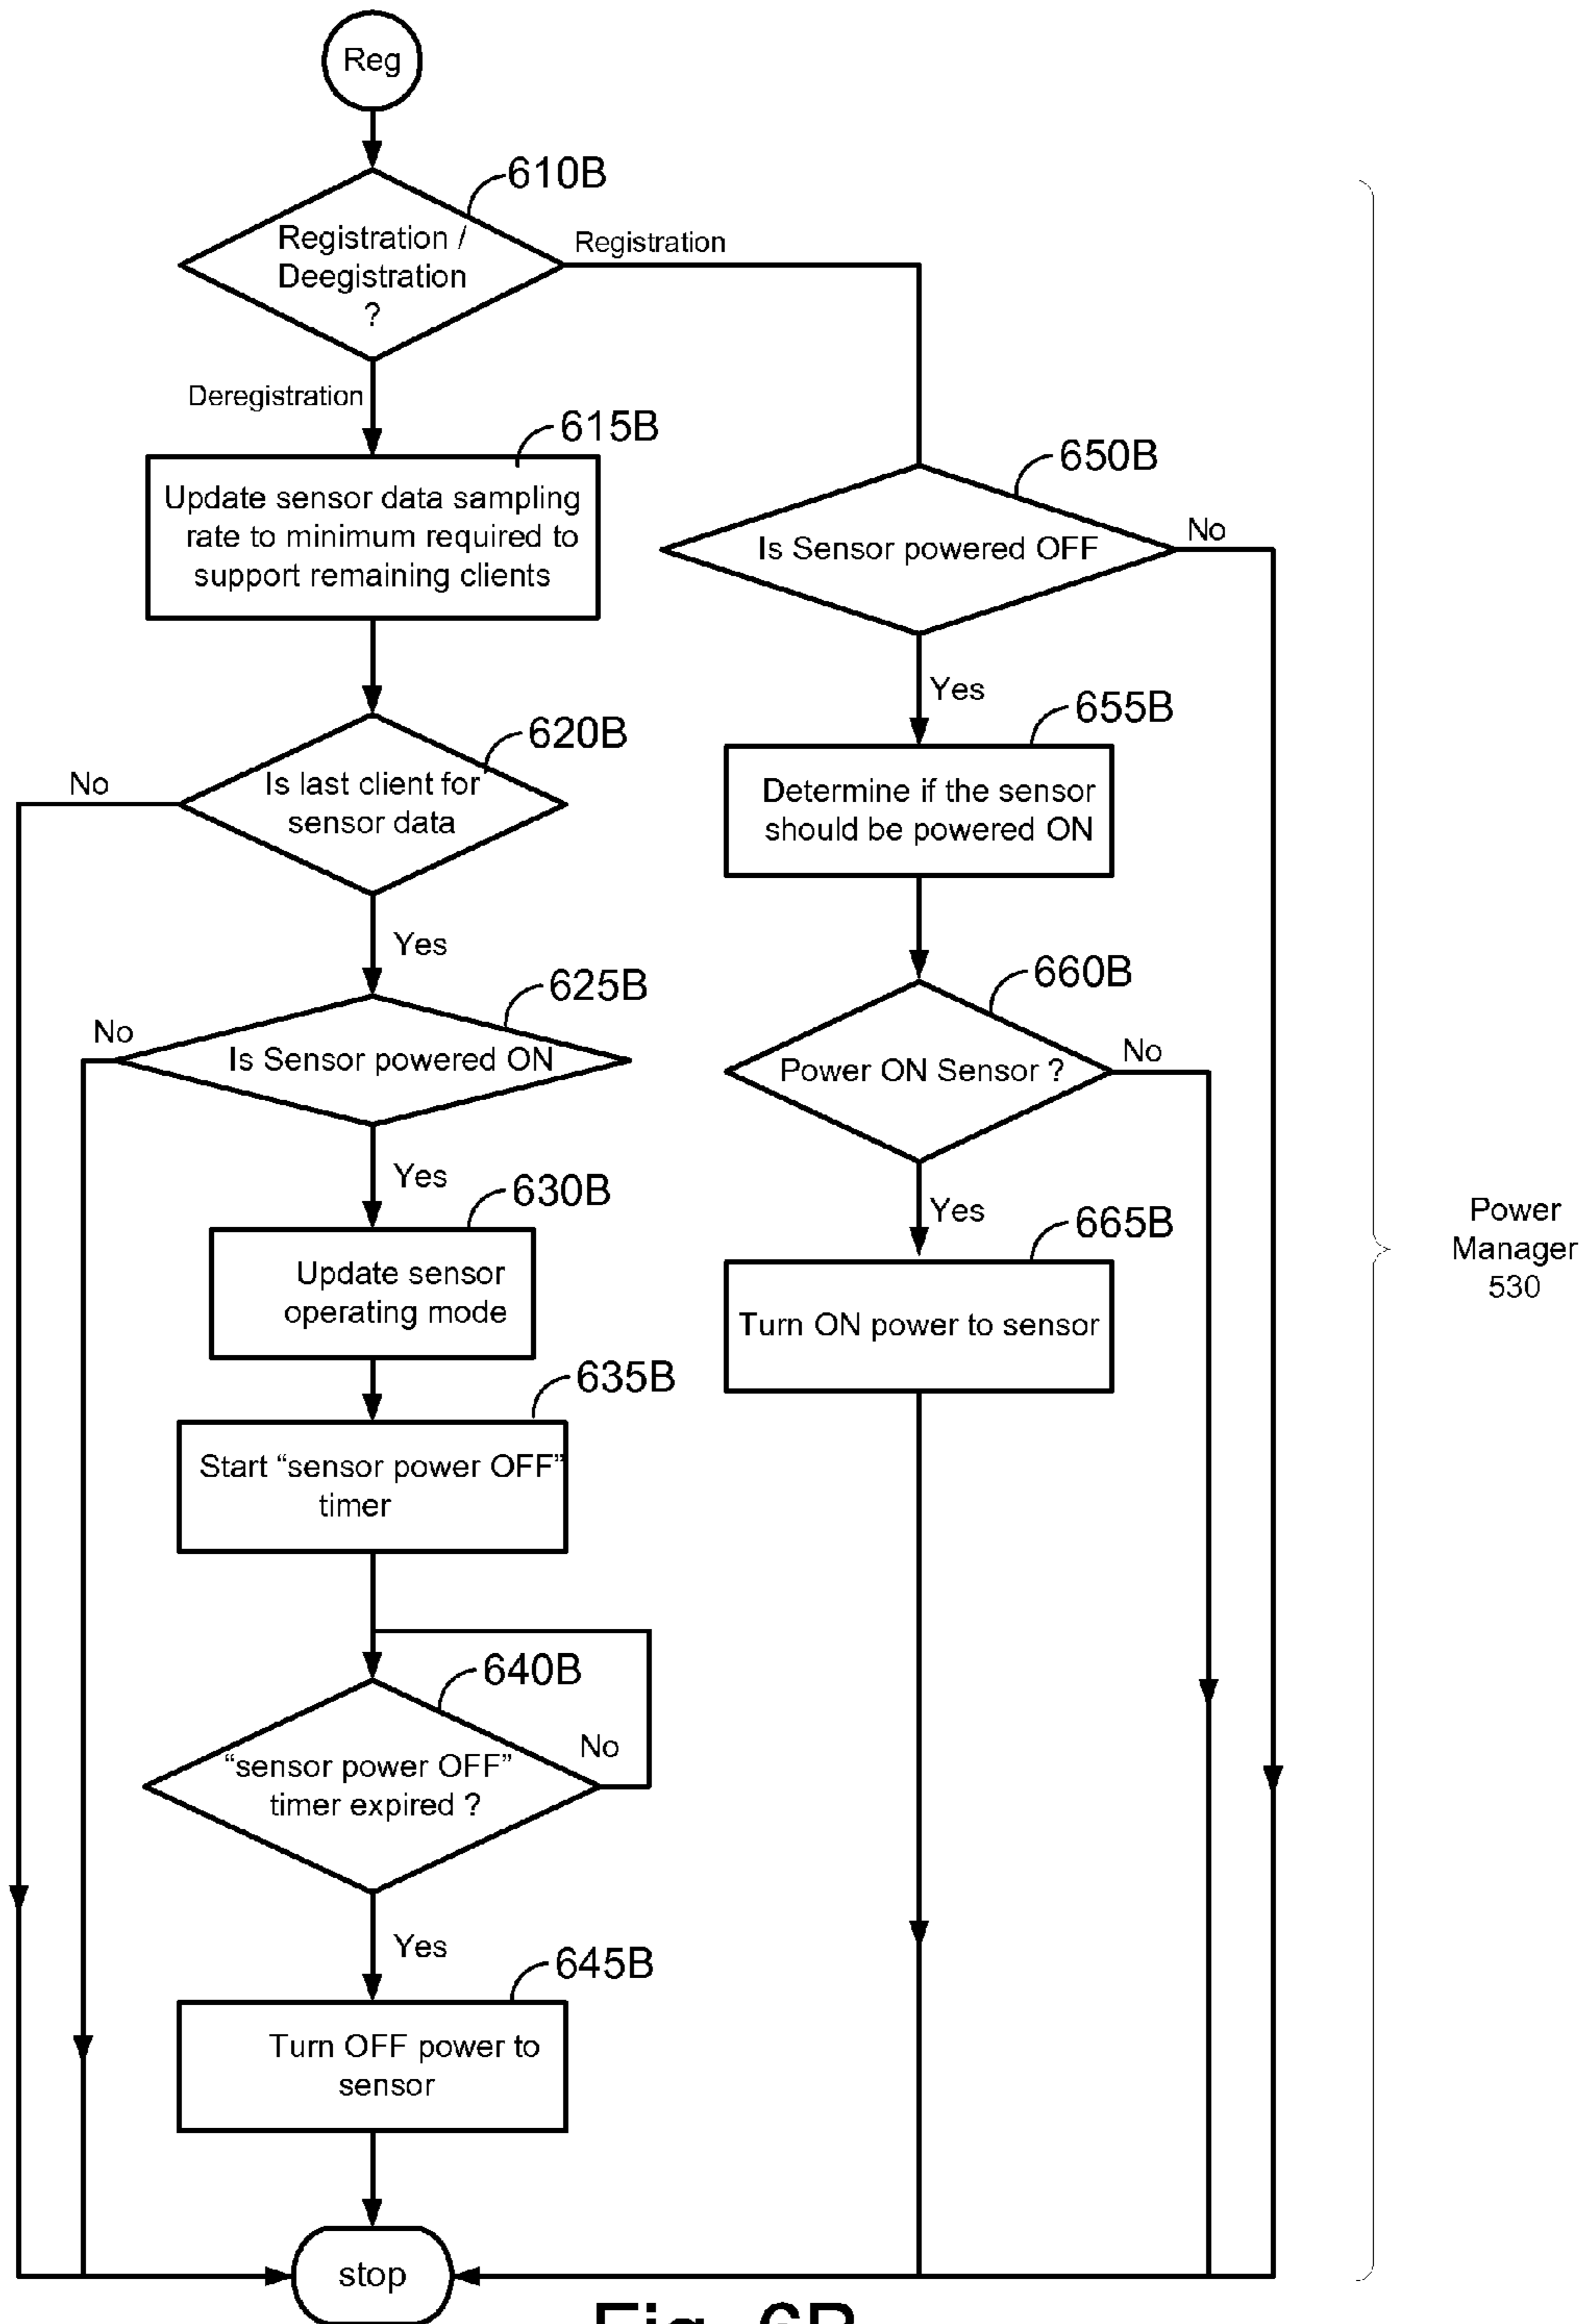 Reg
610B
Registration /
Deegistration
?
Registration
Deregistration
615B
Update sensor data sampling
rate to minimum required to
support remaining clients
650B
Is Sensor powered OFF
No
Yes
620B
Is last client for
sensor data
No
Yes
655B
Determine if the sensor
should be powered ON
625B
Is Sensor powered ON
No
Yes
660B
Power ON Sensor ?
No
Yes
630B
Update sensor
operating mode
665B
Turn ON power to sensor
635B
Start “sensor power OFF”
timer
640B
“sensor power OFF”
timer expired ?
No
Yes
645B
Turn OFF power to
sensor
stop
Power
Manager
530
Fig. 6B